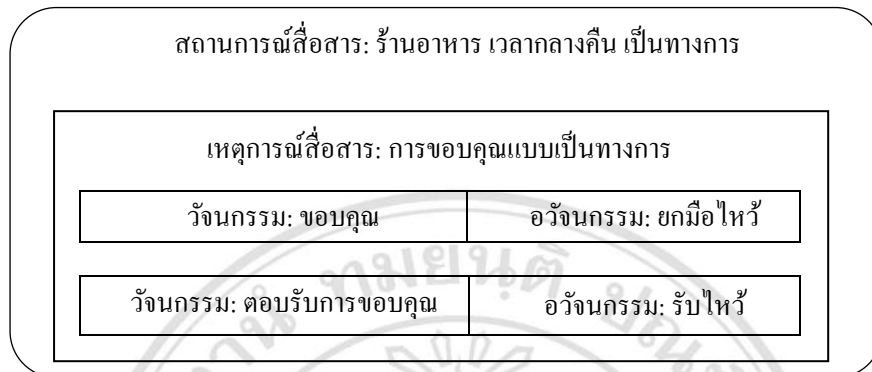 สถานการณ์สื่อสาร: ร้านอาหาร เวลากลางคืน เป็นทางการ
เหตุการณ์สื่อสาร: การขอบคุณแบบเป็นทางการ
วัจนกรรม: ขอบคุณ อวัจนกรรม: ยกมือไหว้
วัจนกรรม: ตอบรับการขอบคุณ อวัจนกรรม: รับไหว้